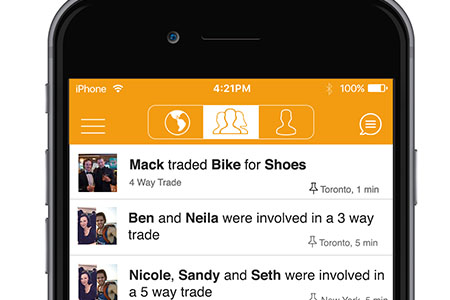 iPhone 4:21PM 100%
Mack traded Bike for Shoes
4 Way Trade
Toronto, 1 min
Ben and Neila were involved in a 3 way
trade
Toronto, 5 min
Nicole, Sandy and Seth were involved in
a 5 way trade
New York, 5 min